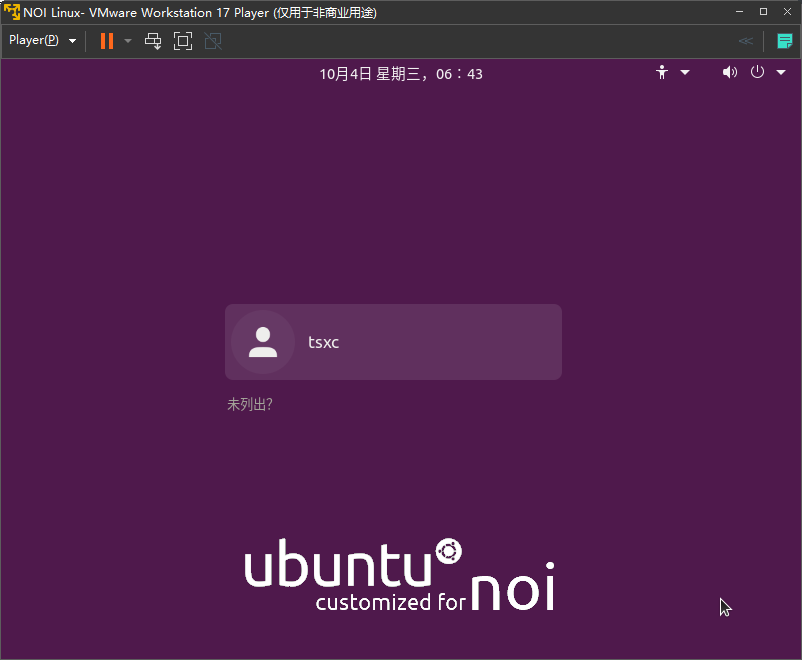 NOI Linux- VMware Workstation 17 Player (仅用于非商业用途)
Player(P)
10月4日 星期三，06：43
tsxc
未列出？
ubuntu
customized for noi